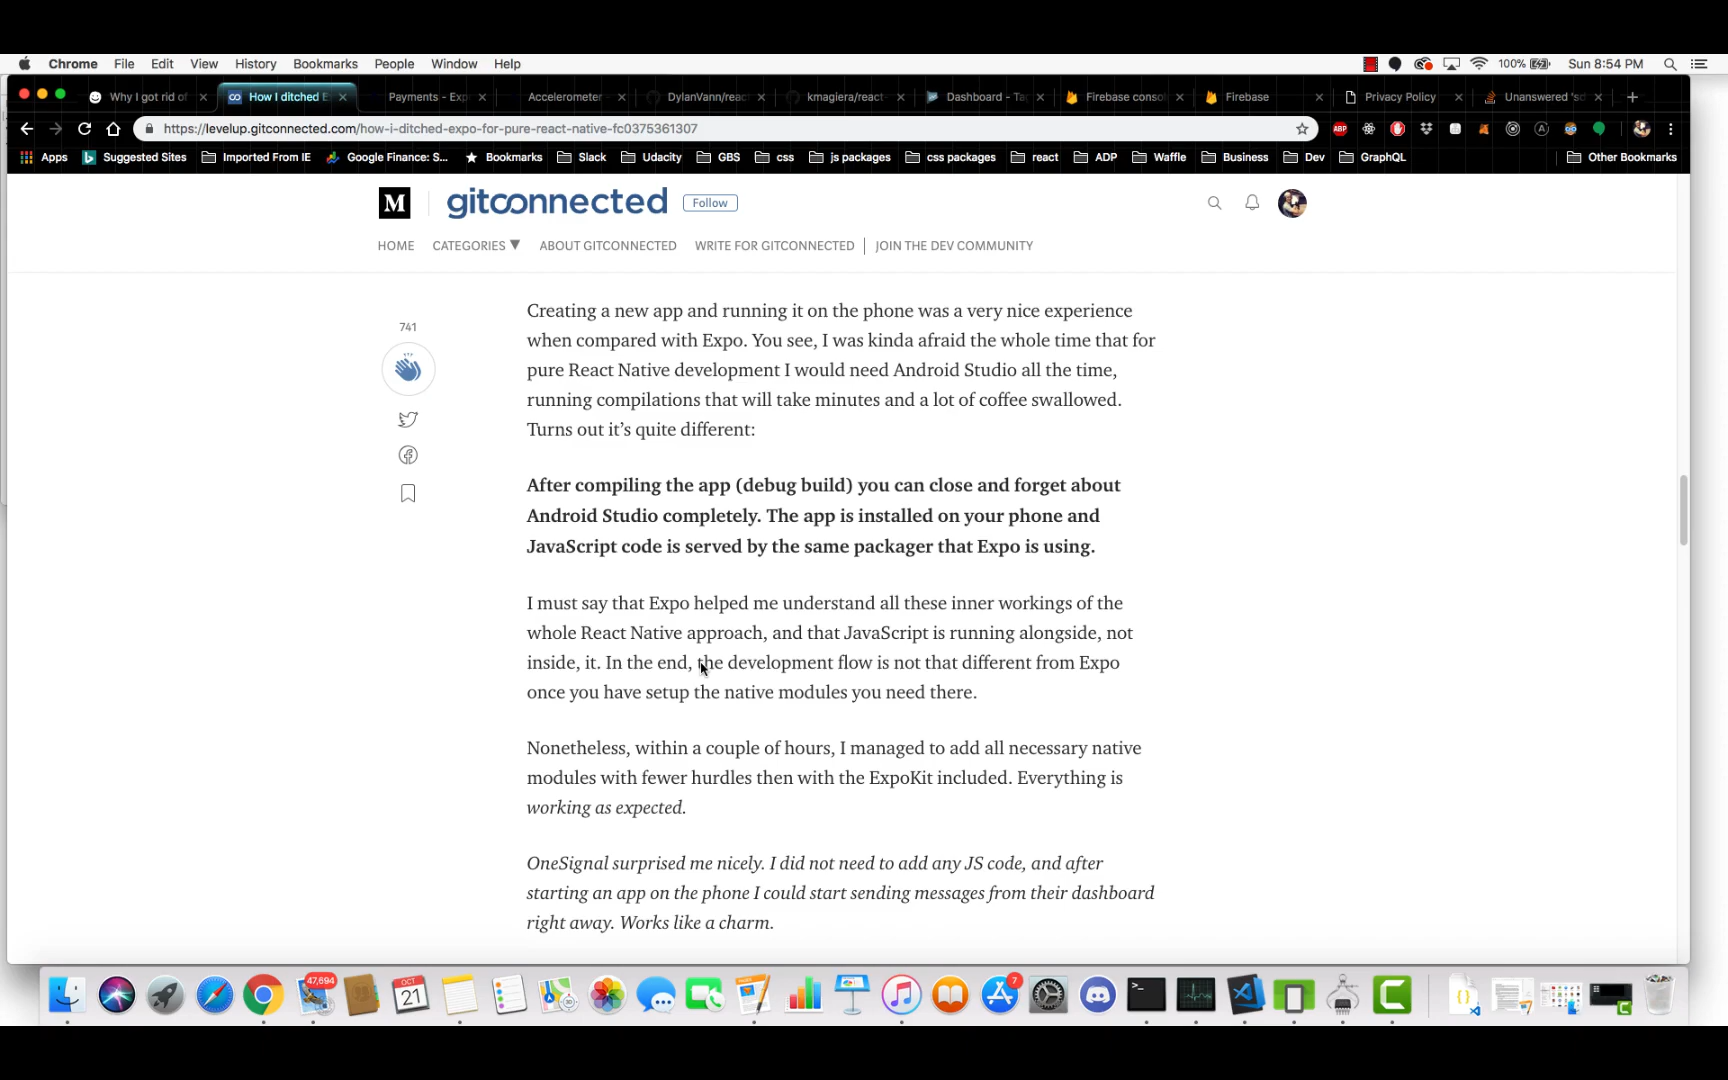 Chrome File Edit View History Bookmarks People Window Help 100% Sun 8:54 PM
Why I got rid of How I ditched E Payments - Exp Accelerometer DylanVann/reac kmagiera/react- Dashboard - Ta Firebase conso Firebase Privacy Policy Unanswered 's
https://levelup.gitconnected.com/how-i-ditched-expo-for-pure-react-native-fc0375361307 ABP
Apps Suggested Sites Imported From IE Google Finance: S... Bookmarks Slack Udacity GBS css js packages css packages react ADP Waffle Business Dev GraphQL Other Bookmarks
M gitconnected Follow
HOME CATEGORIES ▼ ABOUT GITCONNECTED WRITE FOR GITCONNECTED JOIN THE DEV COMMUNITY
Creating a new app and running it on the phone was a very nice experience
when compared with Expo. You see, I was kinda afraid the whole time that for
pure React Native development I would need Android Studio all the time,
running compilations that will take minutes and a lot of coffee swallowed.
Turns out it’s quite different:
741
After compiling the app (debug build) you can close and forget about
Android Studio completely. The app is installed on your phone and
JavaScript code is served by the same packager that Expo is using.
I must say that Expo helped me understand all these inner workings of the
whole React Native approach, and that JavaScript is running alongside, not
inside, it. In the end, the development flow is not that different from Expo
once you have setup the native modules you need there.
Nonetheless, within a couple of hours, I managed to add all necessary native
modules with fewer hurdles then with the ExpoKit included. Everything is
working as expected.
OneSignal surprised me nicely. I did not need to add any JS code, and after
starting an app on the phone I could start sending messages from their dashboard
right away. Works like a charm.
47,694
OCT
21
7